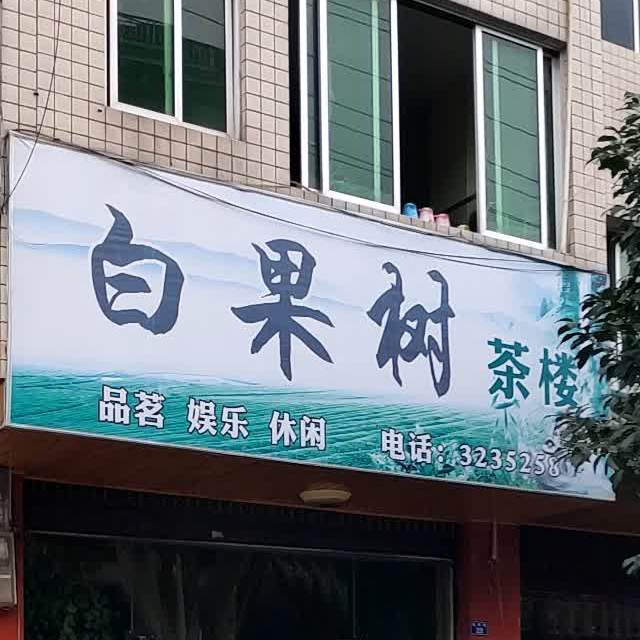 白果树
茶楼
品茗 娱乐 休闲
电话：3235258